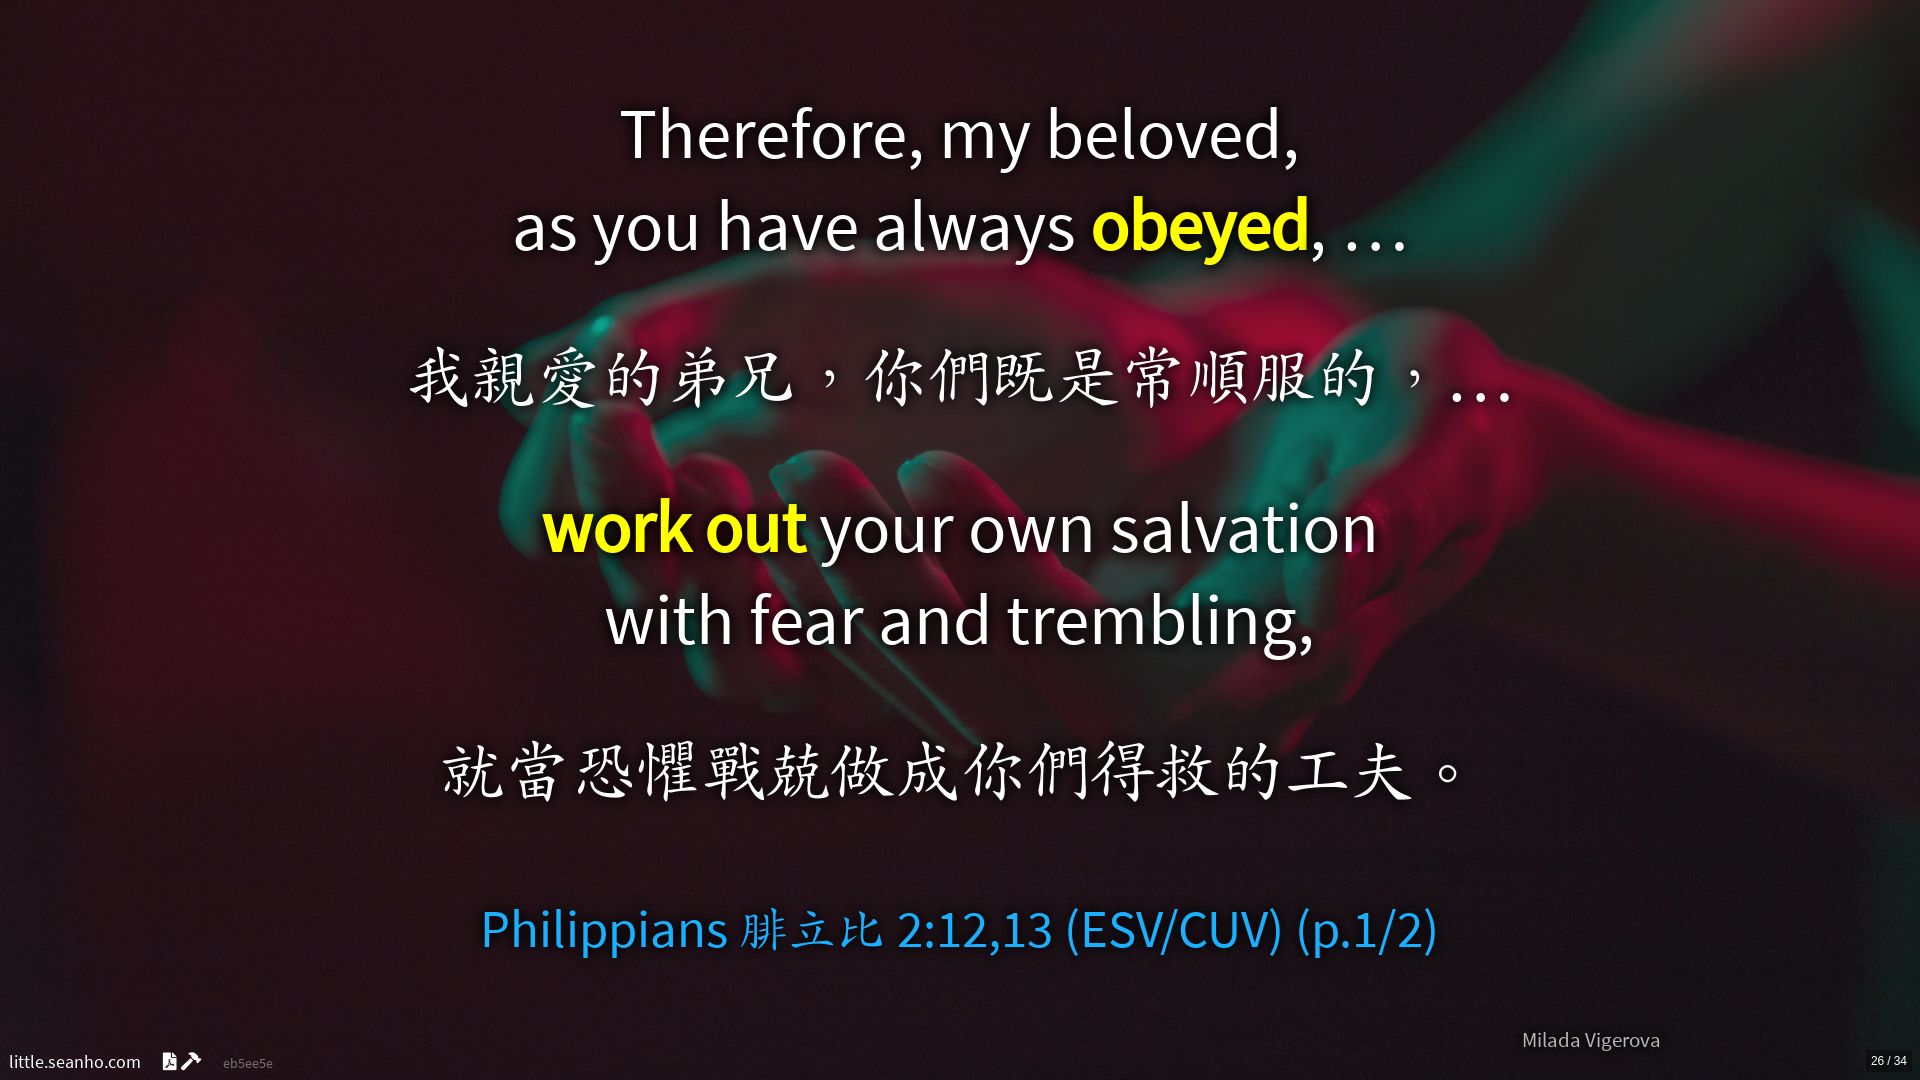 Therefore, my beloved,
as you have always obeyed, …
我親愛的弟兄，你們既是常順服的，…
work out your own salvation
with fear and trembling,
就當恐懼戰兢做成你們得救的工夫。
Philippians 腓立比 2:12,13 (ESV/CUV) (p.1/2)
Milada Vigerova
little.seanho.com eb5ee5e
26 / 34